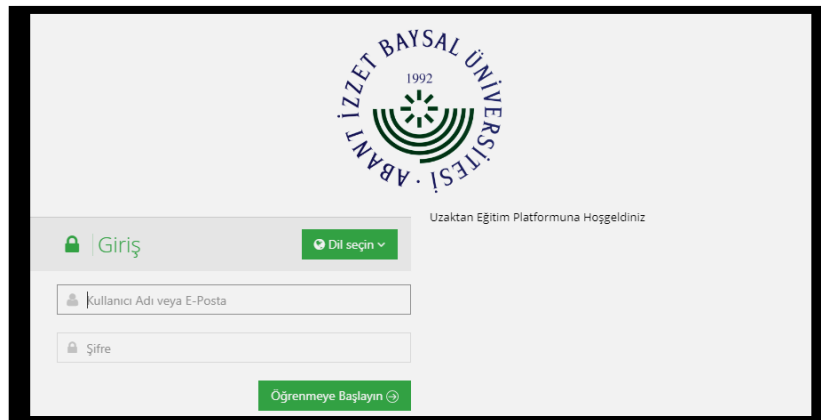 ABANT İZZET BAYSAL ÜNİVERSİTESİ
1992
Uzaktan Eğitim Platformuna Hoşgeldiniz
Giriş
Dil seçin
Kullanıcı Adı veya E-Posta
Şifre
Öğrenmeye Başlayın